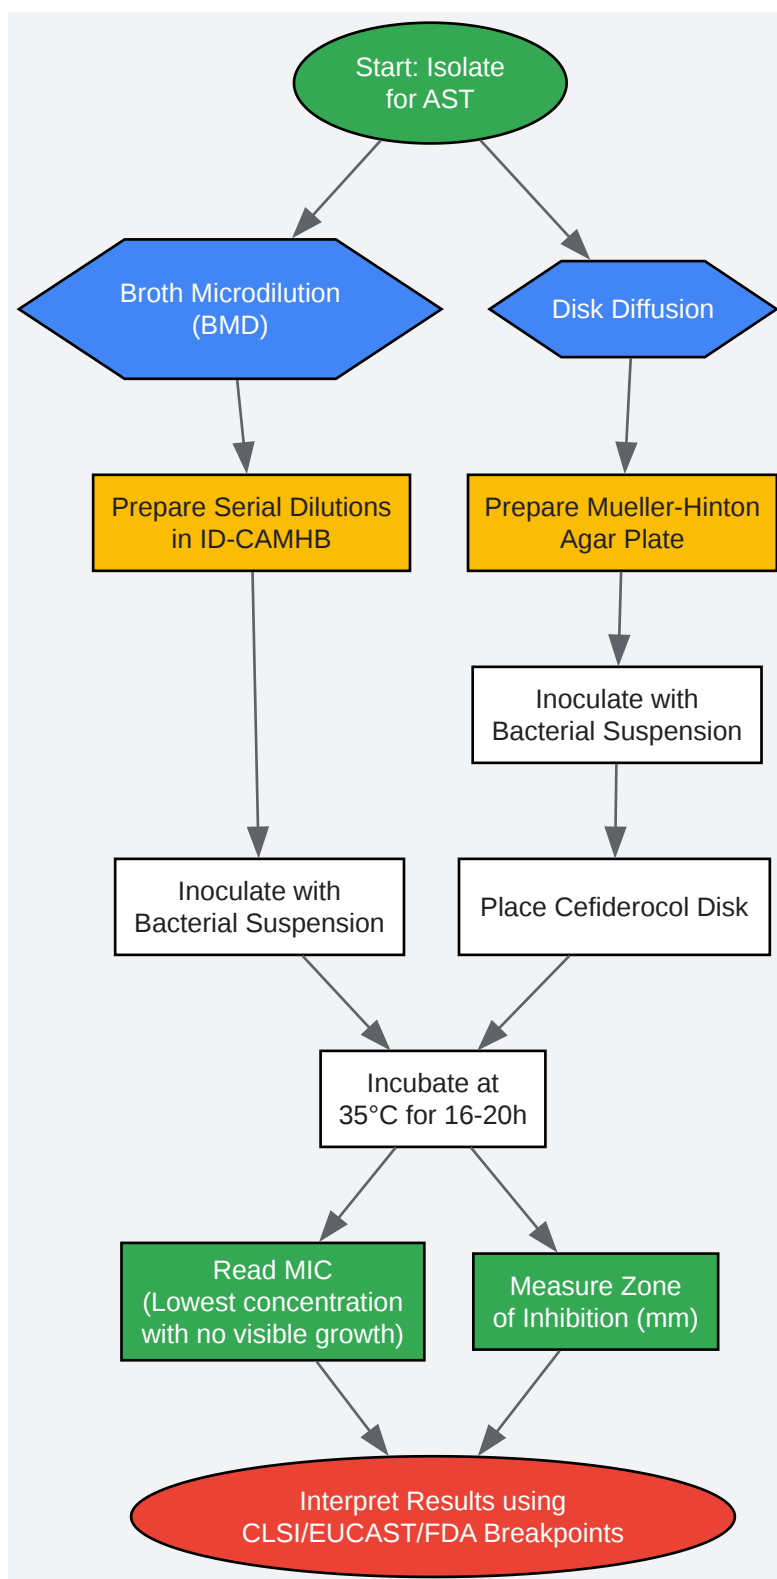 Start: Isolate
for AST
Broth Microdilution
(BMD)
Disk Diffusion
Prepare Serial Dilutions
in ID-CAMHB
Prepare Mueller-Hinton
Agar Plate
Inoculate with
Bacterial Suspension
Inoculate with
Bacterial Suspension
Place Cefiderocol Disk
Incubate at
35°C for 16-20h
Read MIC
(Lowest concentration
with no visible growth)
Measure Zone
of Inhibition (mm)
Interpret Results using
CLSI/EUCAST/FDA Breakpoints